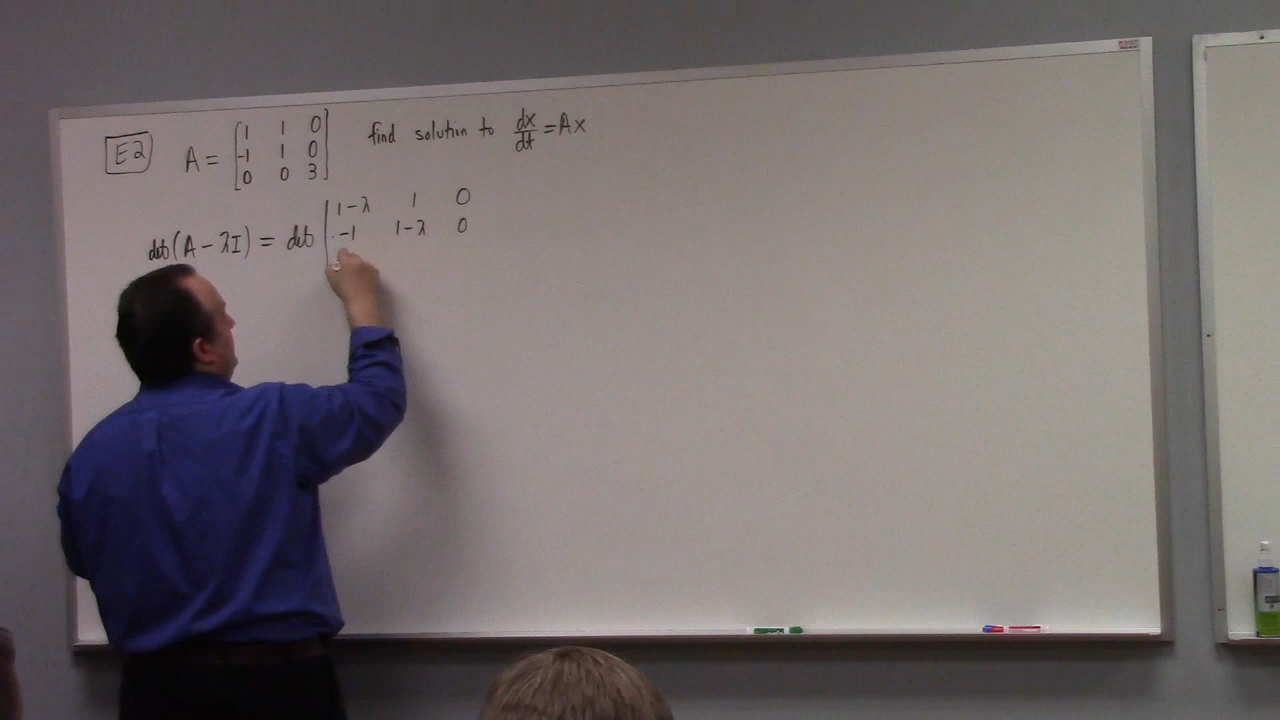 E2 A = [1 1 0 find solution to dx/dt = Ax
-1 1 0
0 0 3]
det(A - λI) = det [1-λ 1 0
-1 1-λ 0